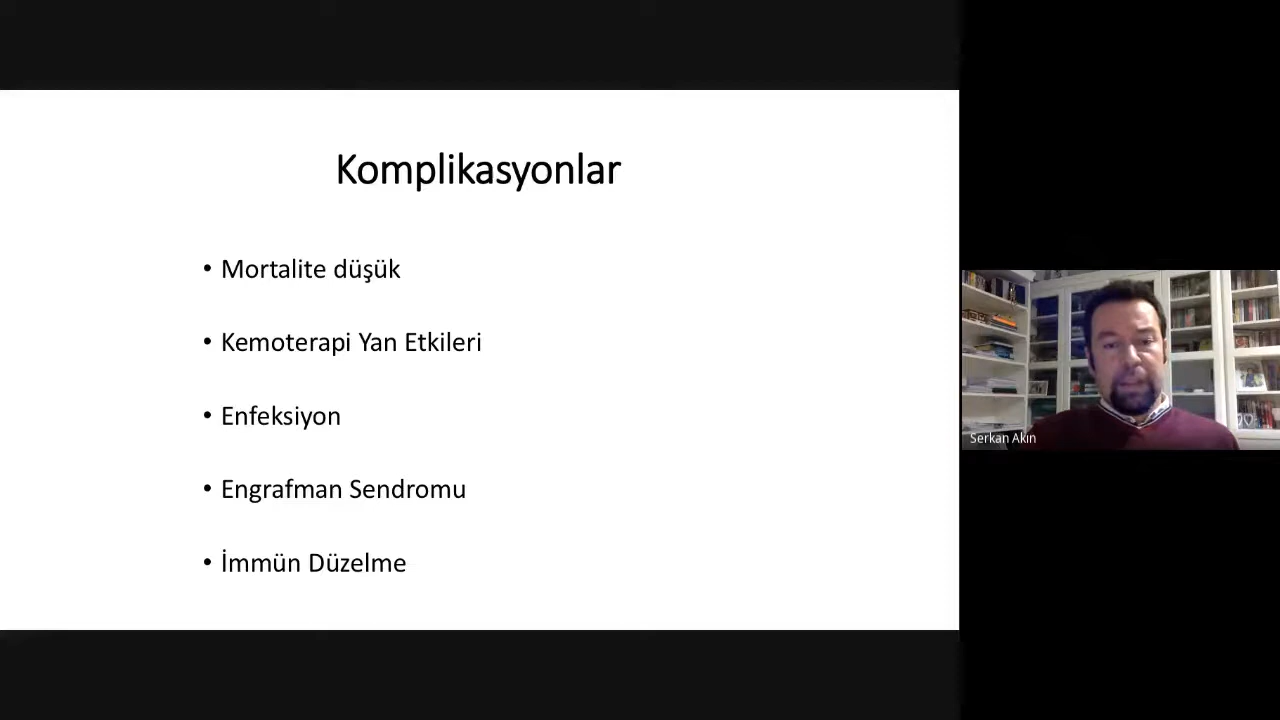 Komplikasyonlar
• Mortalite düşük
• Kemoterapi Yan Etkileri
• Enfeksiyon
• Engrafman Sendromu
• İmmün Düzelme
Serkan Akın